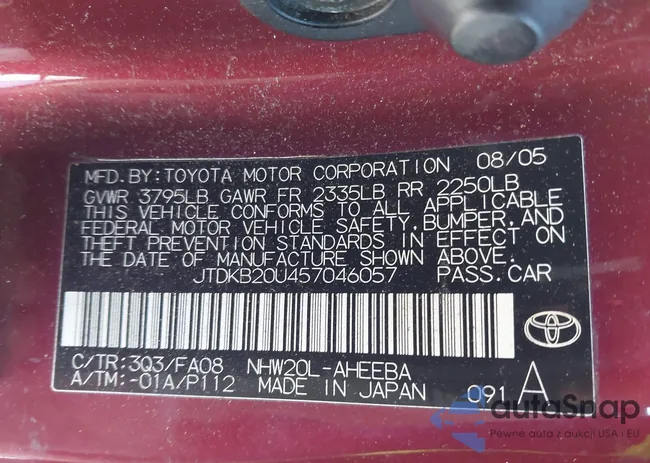 MFD. BY: TOYOTA MOTOR CORPORATION 08/05
GVWR 3795LB GAWR FR 2335LB RR 2250LB
THIS VEHICLE CONFORMS TO ALL APPLICABLE
FEDERAL MOTOR VEHICLE SAFETY, BUMPER, AND
THEFT PREVENTION STANDARDS IN EFFECT ON
THE DATE OF MANUFACTURE SHOWN ABOVE.
JTDKB20U457046057 PASS. CAR
C/TR: 3Q3/FA08 NHW20L-AHEEBA
A/TM: -01A/P112 MADE IN JAPAN 091 A
autoSnap
Pewne auta z aukcji USA i EU